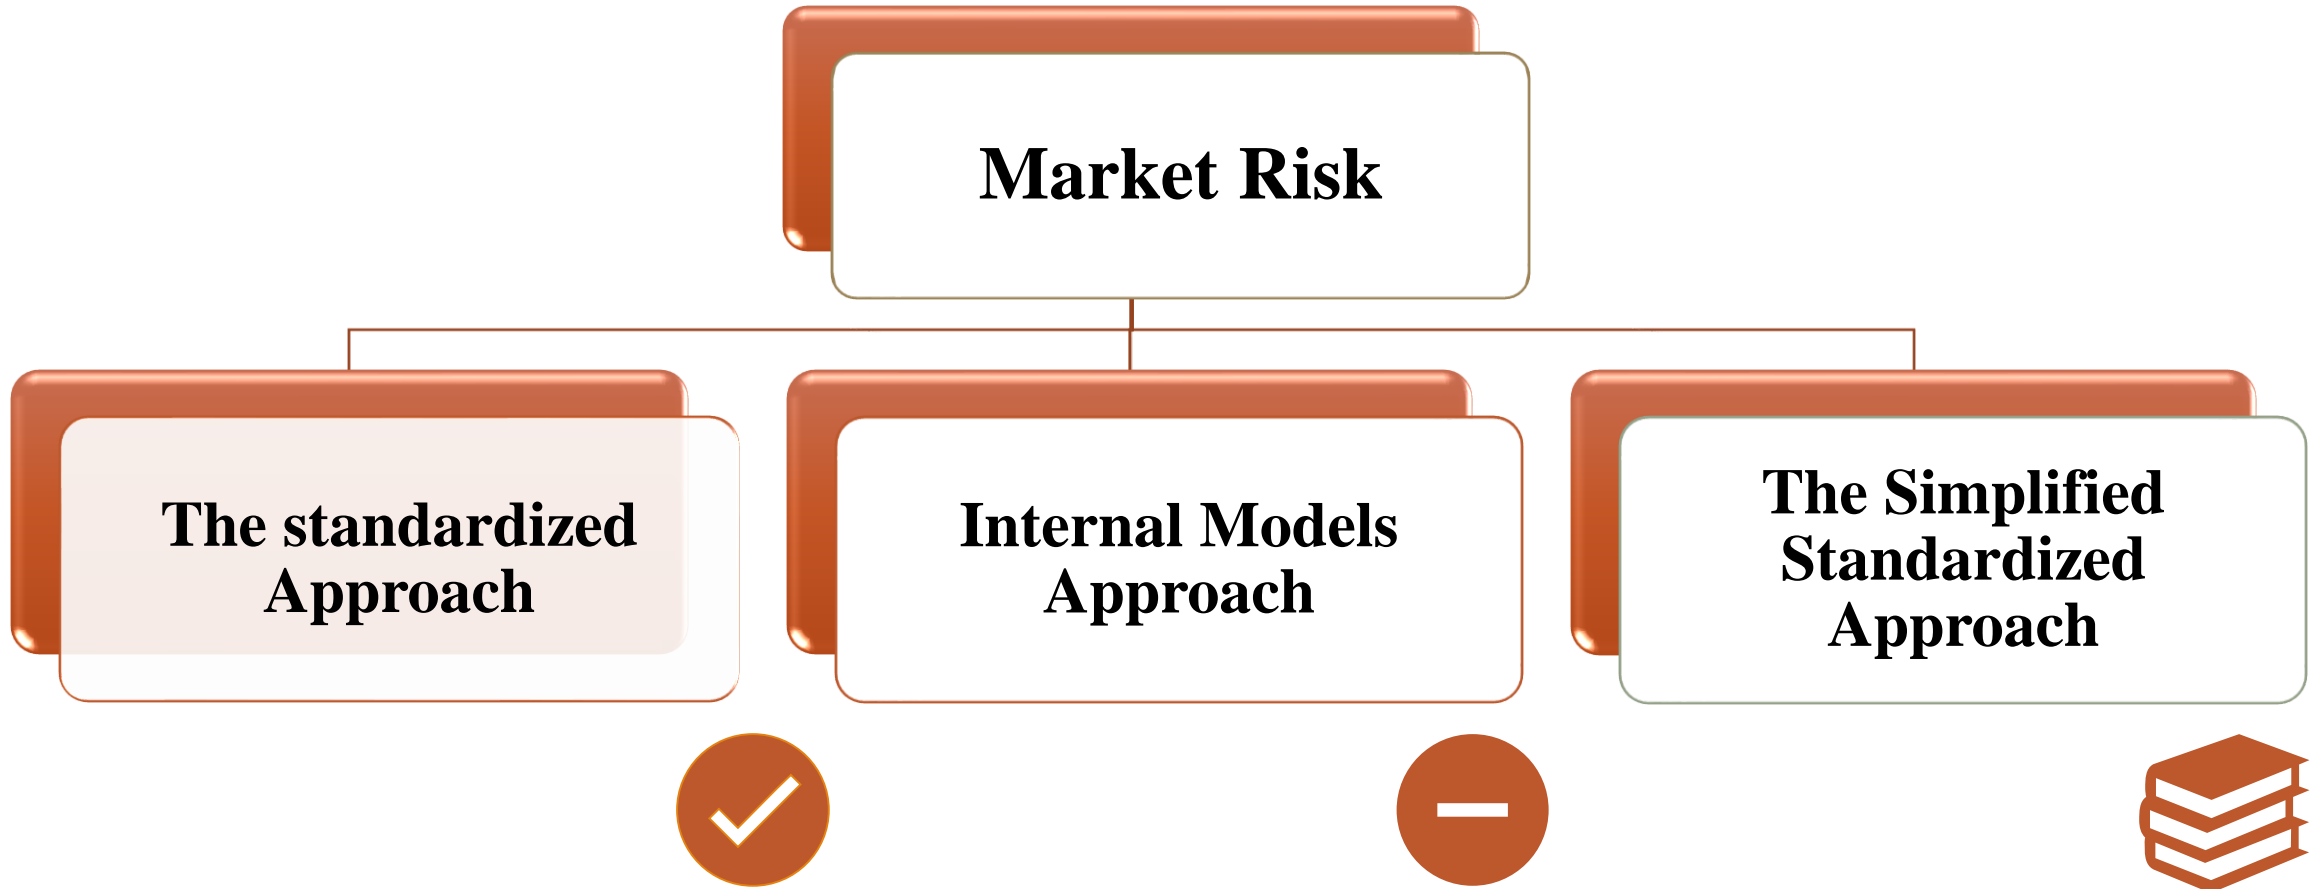 Market Risk
The standardized
Approach
Internal Models
Approach
The Simplified
Standardized
Approach